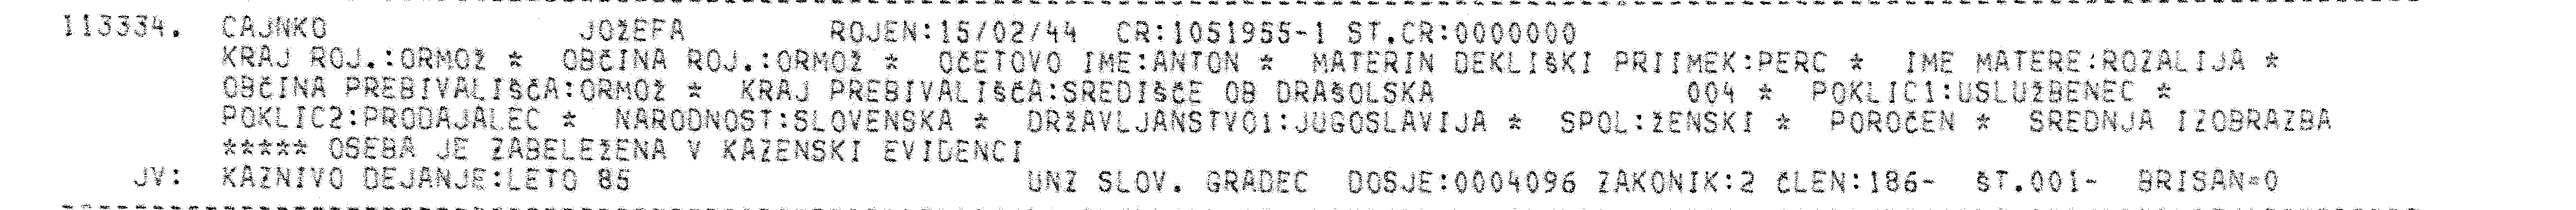 113334. CAJNKO JOŽEFA ROJEN:15/02/44 CR:1051955-1 ST.CR:0000000
KRAJ ROJ.:ORMOŽ * OBČINA ROJ.:ORMOŽ * OČETOVO IME:ANTON * MATERIN DEKLIŠKI PRIIMEK:PERC * IME MATERE:ROZALIJA *
OBČINA PREBIVALIŠČA:ORMOŽ * KRAJ PREBIVALIŠČA:SREDIŠČE OB DRAŠOLSKA 004 * POKLIC1:USLUŽBENEC *
POKLIC2:PRODAJALEC * NARODNOST:SLOVENSKA * DRŽAVLJANSTVO1:JUGOSLAVIJA * SPOL:ŽENSKI * POROČEN * SREDNJA IZOBRAZBA
***** OSEBA JE ZABELEŽENA V KAZENSKI EVIDENCI
JV: KAZNIVO DEJANJE:LETO 85 UNZ SLOV. GRADEC DOSJE:0004096 ZAKONIK:2 ČLEN:186- ŠT.001- BRISAN=0